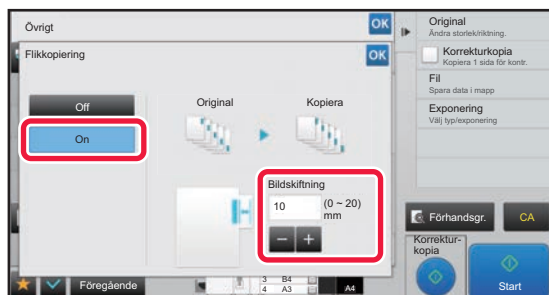 Övrigt
OK
Flikkopiering
OK
Off
On
Original
Kopiera
Bildskiftning
10
(0 ~ 20)
mm
Föregående
3 B4
4 A3
A4
Original
Ändra storlek/riktning.
Korrekturkopia
Kopiera 1 sida för kontr.
Fil
Spara data i mapp
Exponering
Välj typ/exponering
Förhandsgr.
CA
Korrektur-
kopia
Start